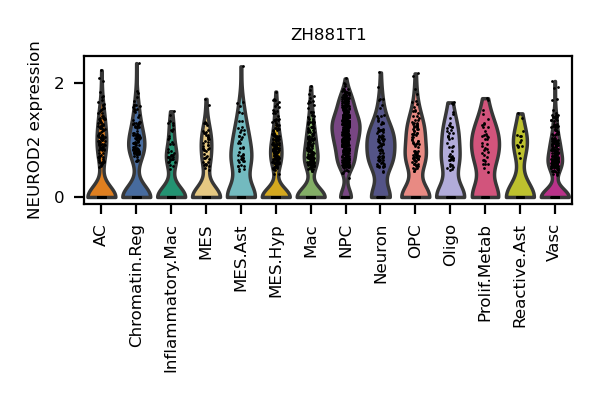 ZH881T1
NEUROD2 expression
2
0
AC
Chromatin.Reg
Inflammatory.Mac
MES
MES.Ast
MES.Hyp
Mac
NPC
Neuron
OPC
Oligo
Prolif.Metab
Reactive.Ast
Vasc